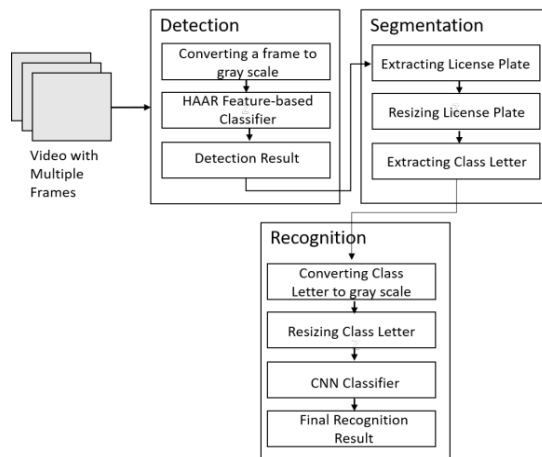 Detection
Converting a frame to
gray scale
HAAR Feature-based
Classifier
Detection Result
Video with
Multiple
Frames
Segmentation
Extracting License Plate
Resizing License Plate
Extracting Class Letter
Recognition
Converting Class
Letter to gray scale
Resizing Class Letter
CNN Classifier
Final Recognition
Result